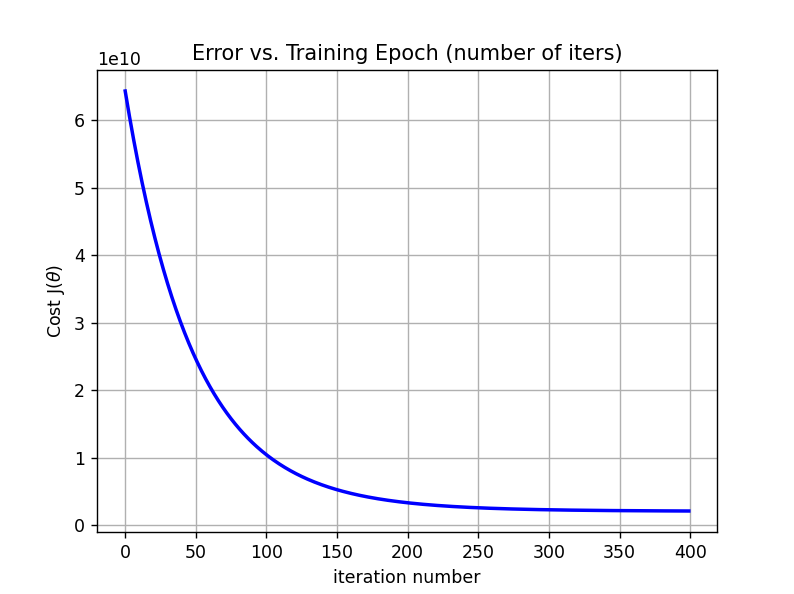 Error vs. Training Epoch (number of iters)
1e10
6
5
4
3
2
1
0
Cost J(θ)
0 50 100 150 200 250 300 350 400
iteration number